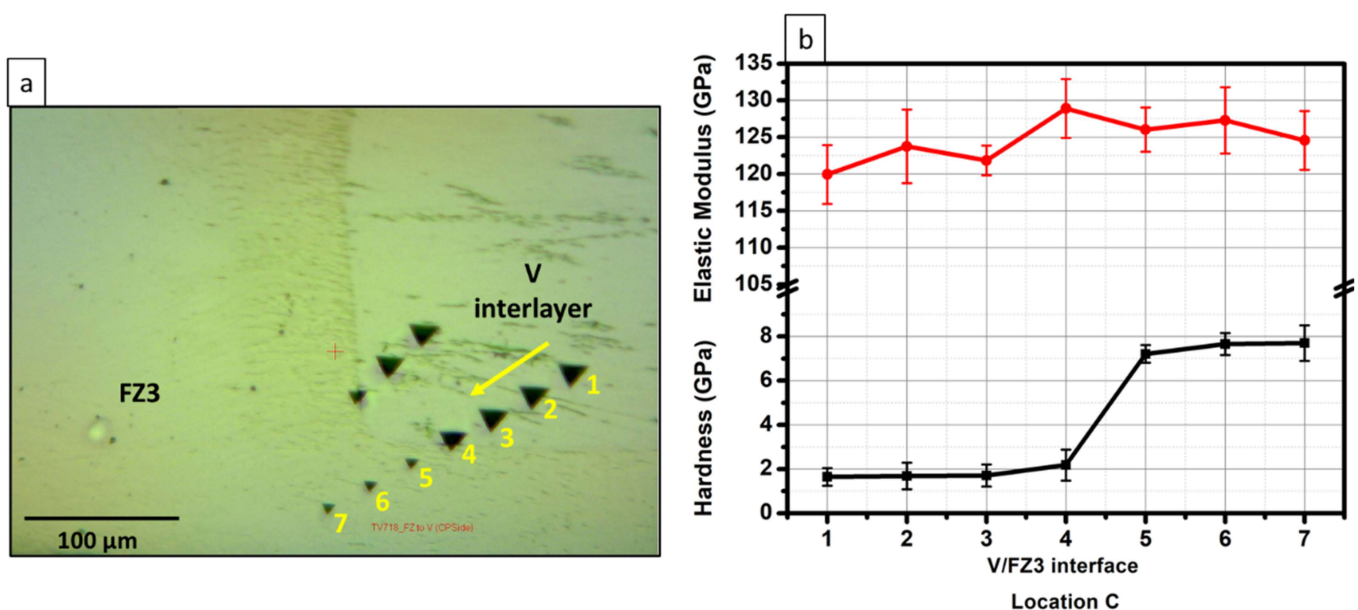 a
V
interlayer
FZ3
1
2
3
4
5
6
7
TV718_FZ to V (CPSide)
100 µm
b
Elastic Modulus (GPa)
135
130
125
120
115
110
105
Hardness (GPa)
8
6
4
2
0
1 2 3 4 5 6 7
V/FZ3 interface
Location C